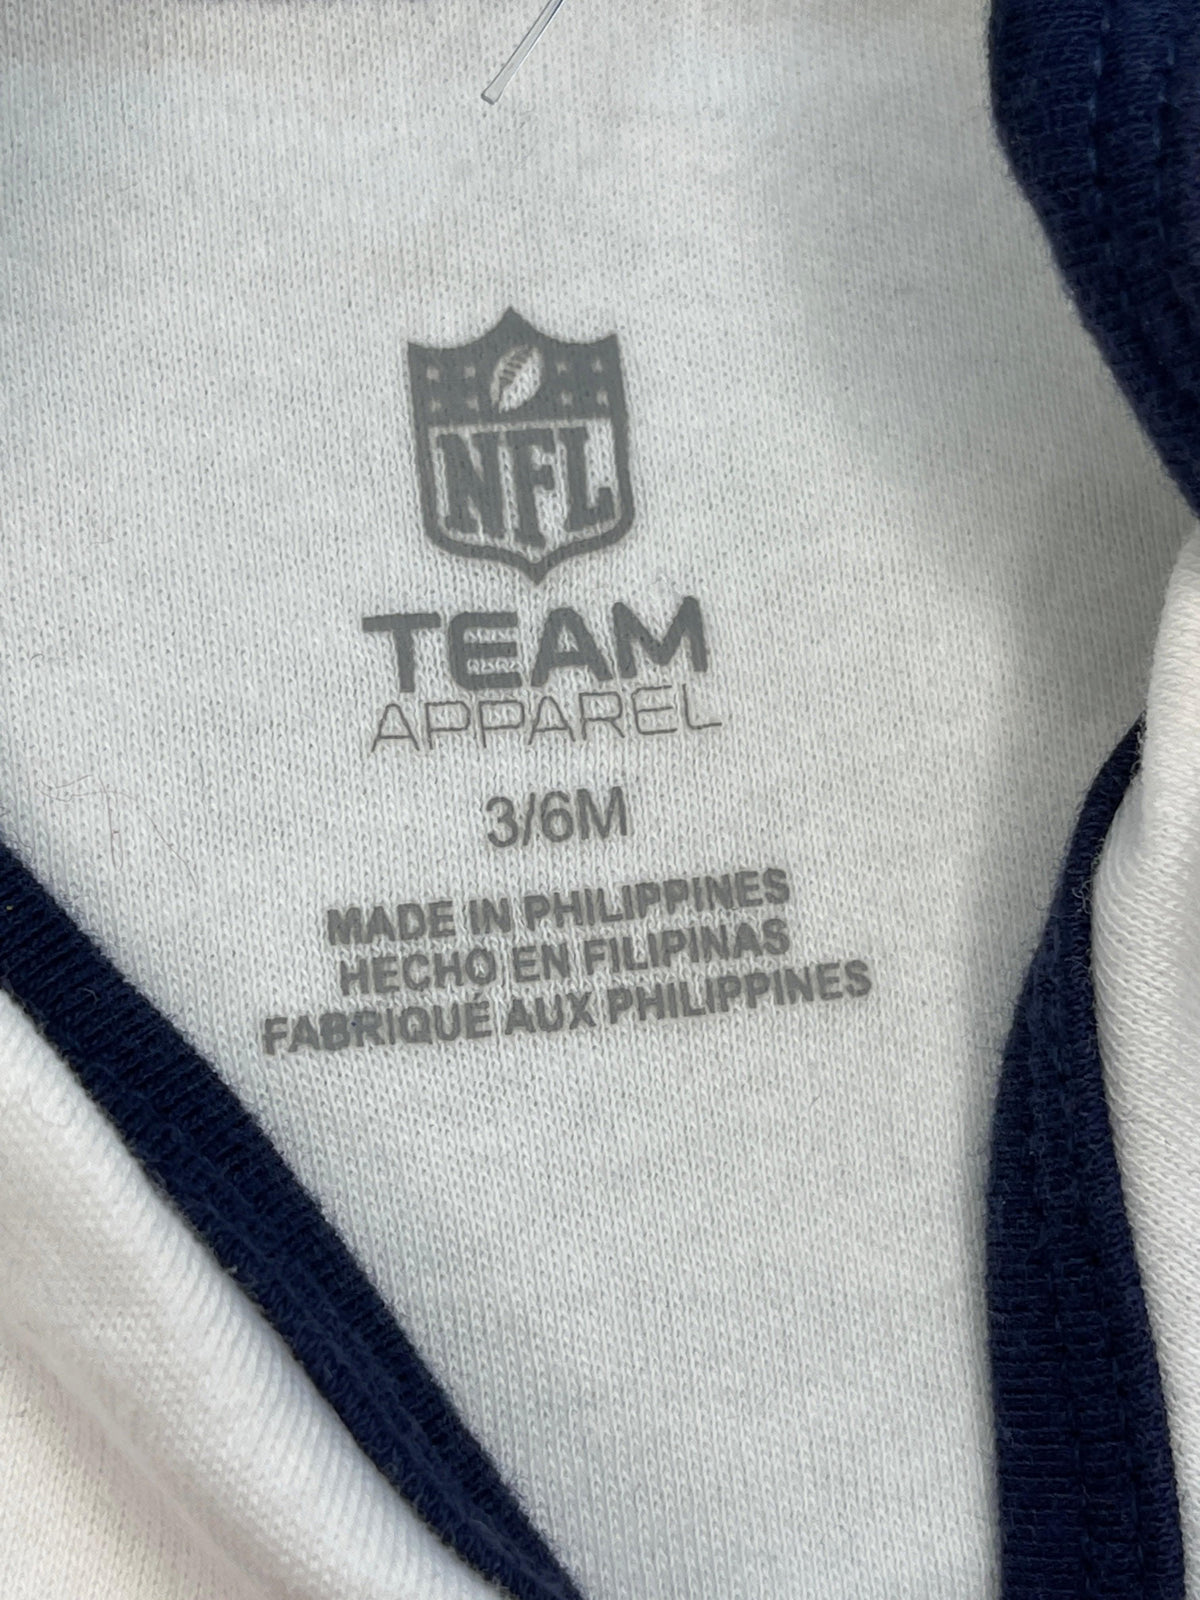 NFL
TEAM
APPAREL
3/6M
MADE IN PHILIPPINES
HECHO EN FILIPINAS
FABRIQUÉ AUX PHILIPPINES